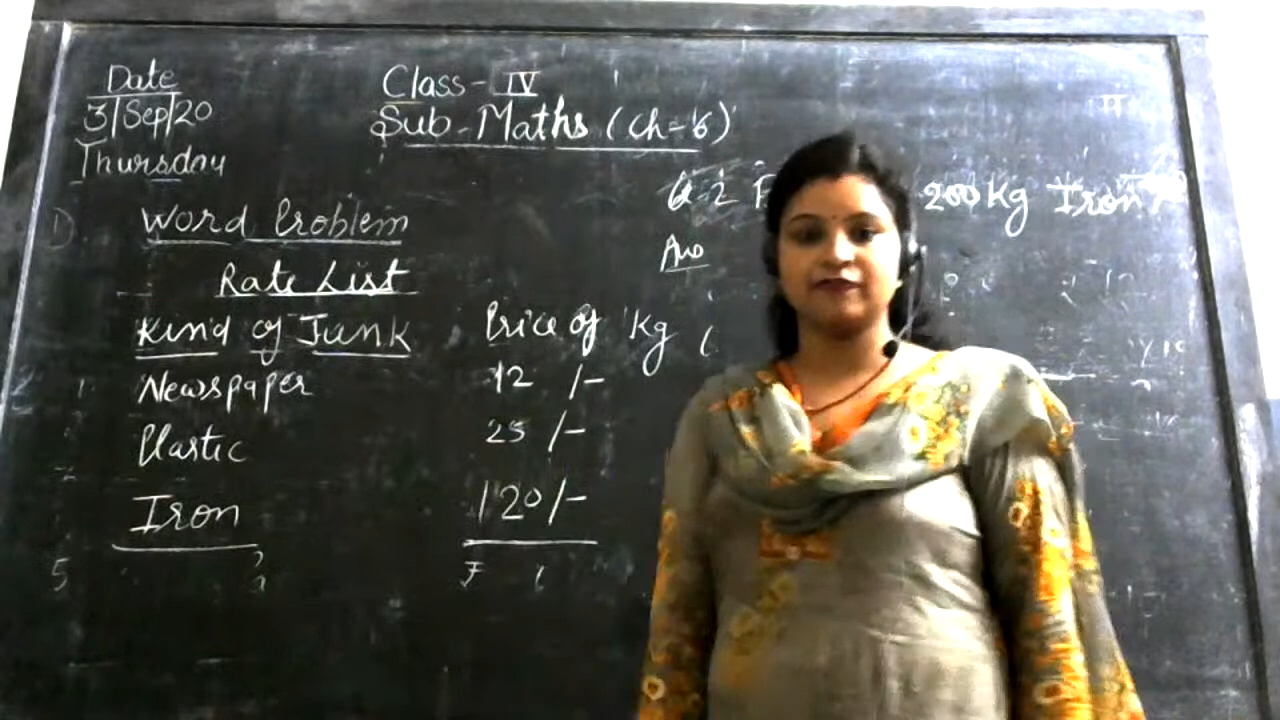 Date
3/Sep/20
Thursday
Class - IV
Sub - Maths (Ch-6)
Word Problem
Rate List
Kind of Junk Price of Kg
Newspaper 12 /-
Plastic 25 /-
Iron 120/-
Q-2 200 Kg Iron?
Ans